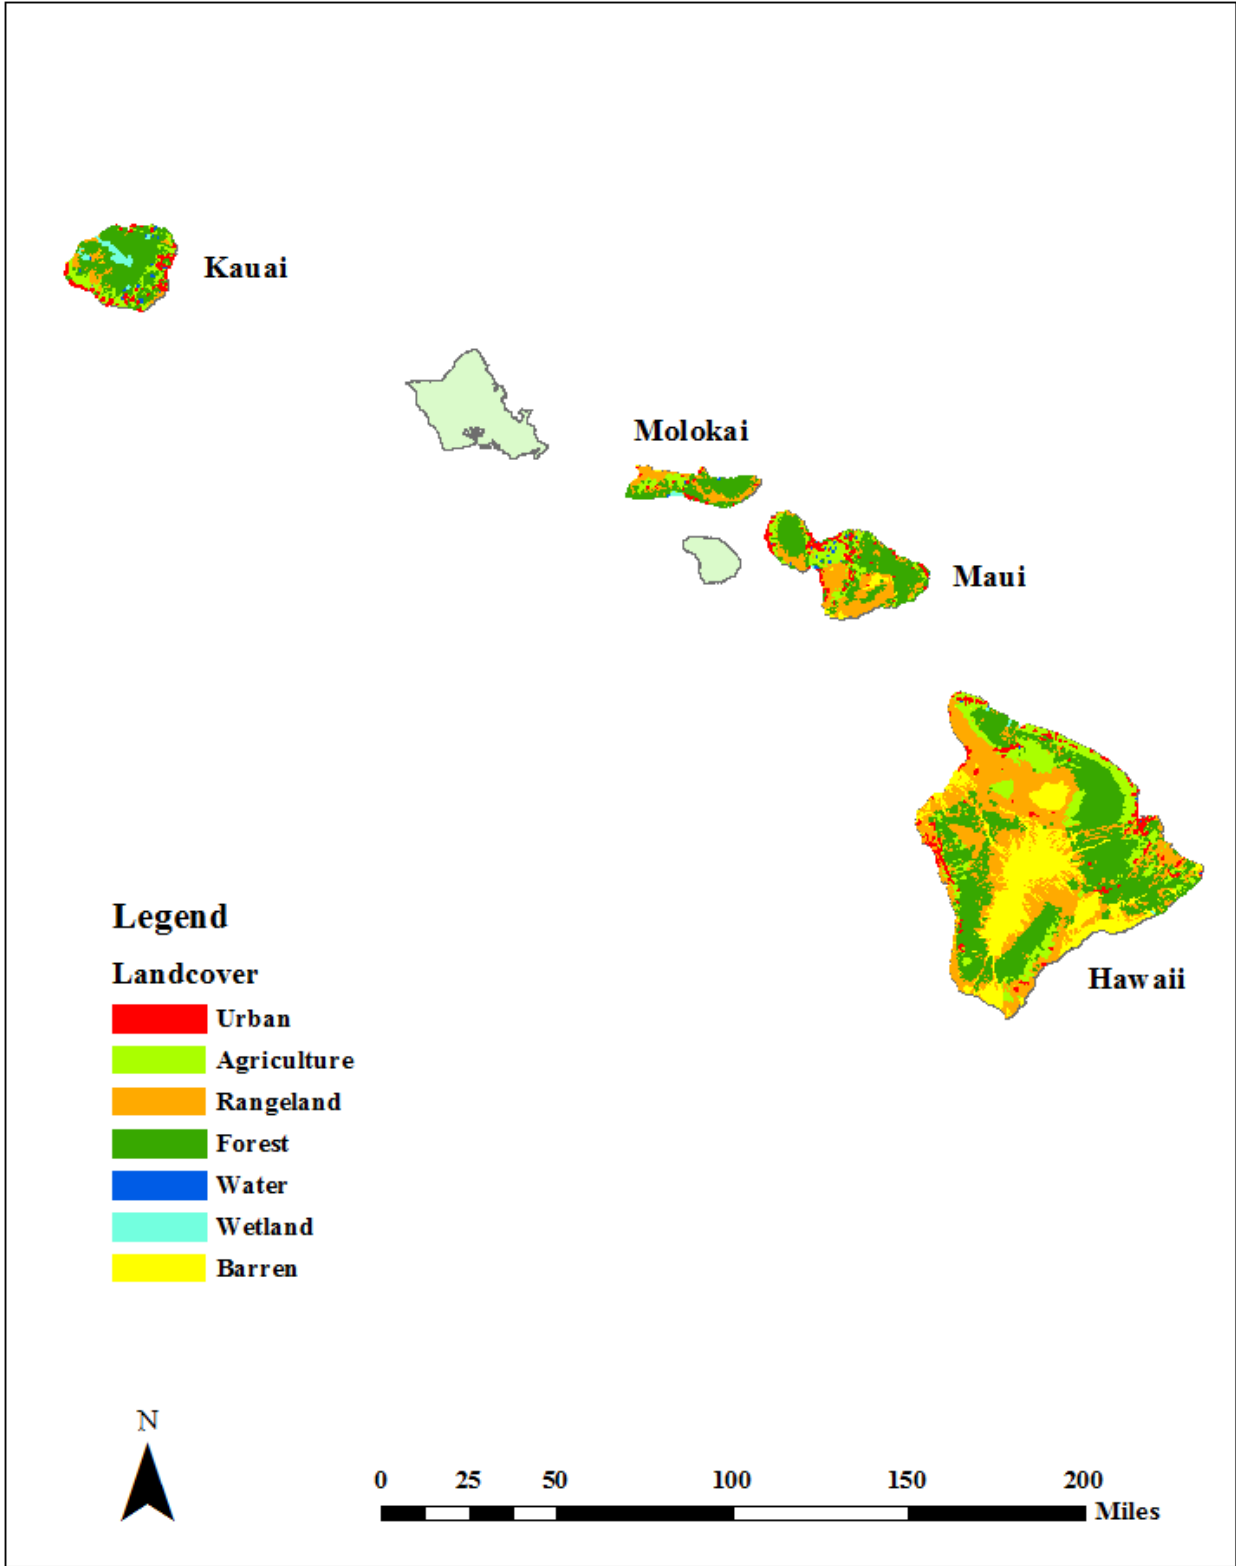 Kauai
Molokai
Maui
Hawaii
Legend
Landcover
Urban
Agriculture
Rangeland
Forest
Water
Wetland
Barren
N
0 25 50 100 150 200
Miles